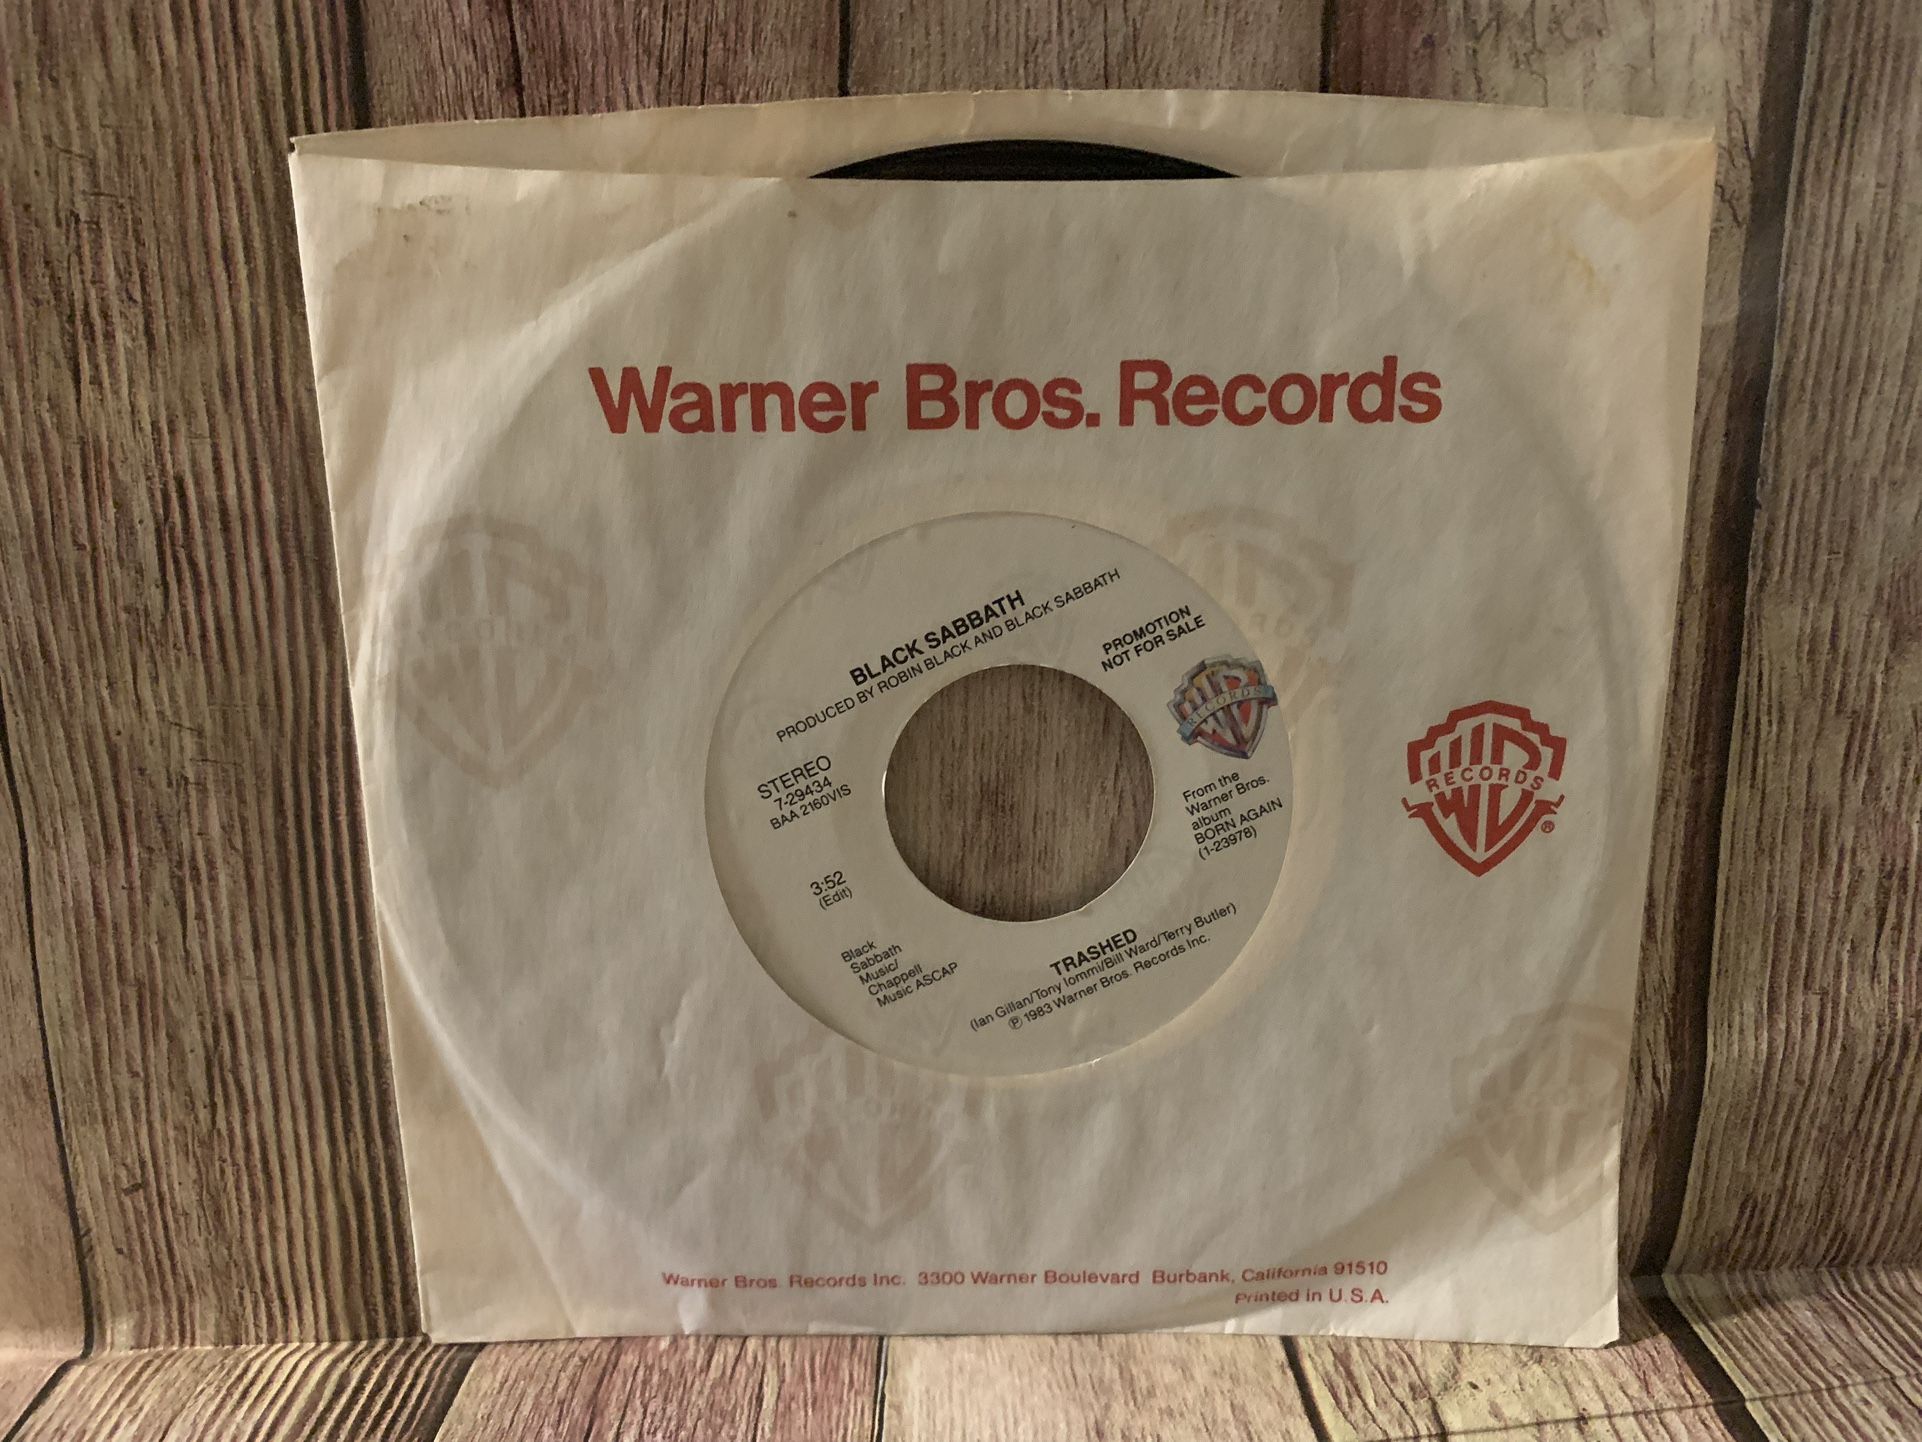 Warner Bros. Records
BLACK SABBATH
PRODUCED BY ROBIN BLACK AND BLACK SABBATH
PROMOTION
NOT FOR SALE
RECORDS
STEREO
7-29434
BAA 2160VIS
From the
Warner Bros.
album
BORN AGAIN
(1-23978)
3:52
(Edit)
Black
Sabbath
Music/
Chappell
Music ASCAP
TRASHED
(Ian Gillan/Tony Iommi/Bill Ward/Terry Butler)
℗ 1983 Warner Bros. Records Inc.
RECORDS
®
Warner Bros. Records Inc. 3300 Warner Boulevard Burbank, California 91510
Printed in U.S.A.